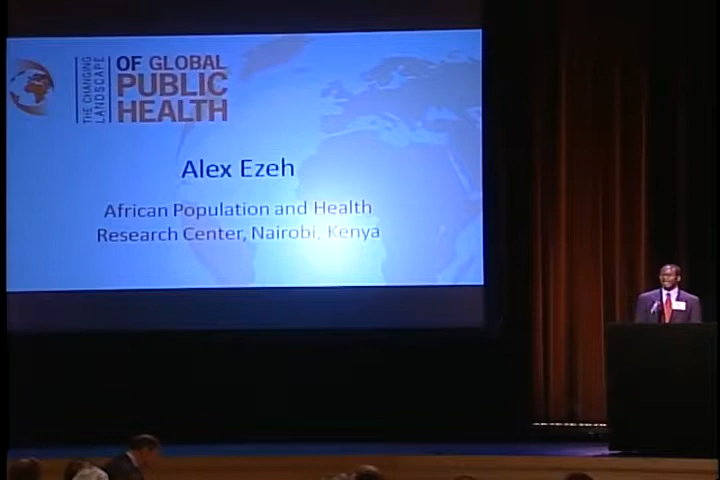 THE CHANGING
LANDSCAPE
OF GLOBAL
PUBLIC
HEALTH
Alex Ezeh
African Population and Health
Research Center, Nairobi, Kenya